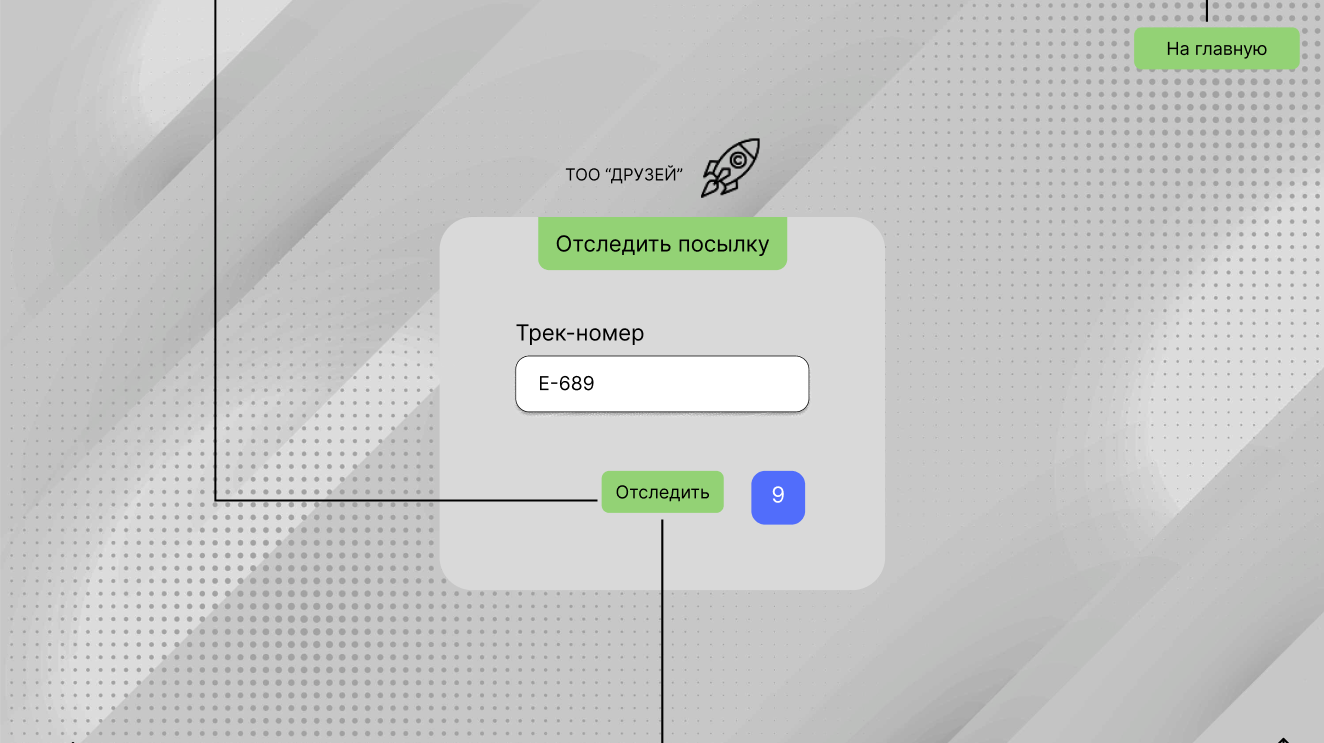 На главную
ТОО “ДРУЗЕЙ”
©
Отследить посылку
Трек-номер
E-689
Отследить
9